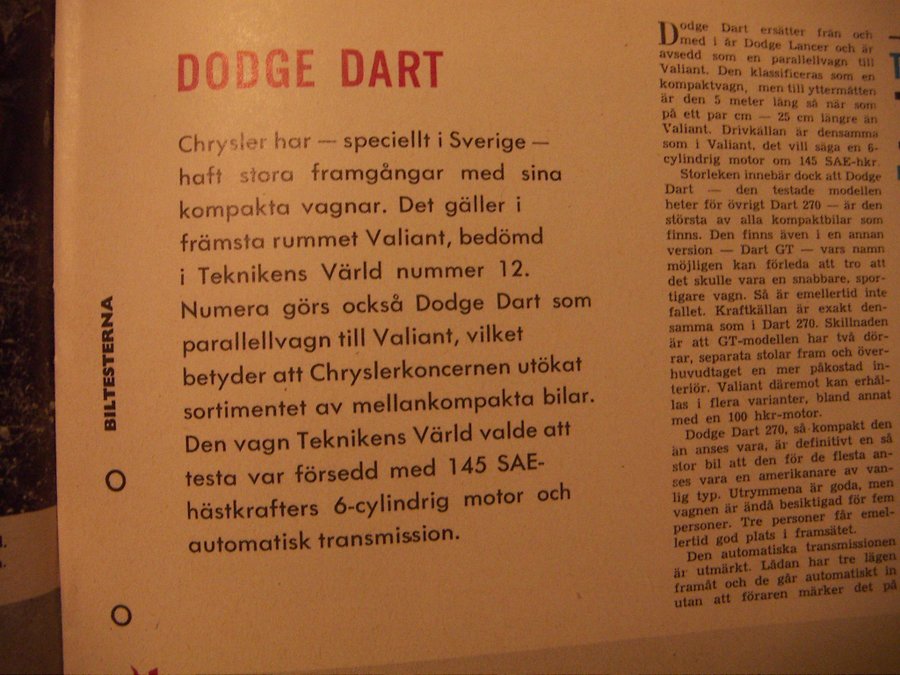 DODGE DART
Chrysler har — speciellt i Sverige —
haft stora framgångar med sina
kompakta vagnar. Det gäller i
främsta rummet Valiant, bedömd
i Teknikens Värld nummer 12.
Numera görs också Dodge Dart som
parallellvagn till Valiant, vilket
betyder att Chryslerkoncernen utökat
sortimentet av mellankompakta bilar.
Den vagn Teknikens Värld valde att
testa var försedd med 145 SAE-
hästkrafters 6-cylindrig motor och
automatisk transmission.
BILTESTERNA
Dodge Dart ersätter från och
med i år Dodge Lancer och är
avsedd som en parallellvagn till
Valiant. Den klassificeras som en
kompaktvagn, men till yttermåtten
är den 5 meter lång så när som
på ett par cm — 25 cm längre än
Valiant. Drivkällan är densamma
som i Valiant, det vill säga en 6-
cylindrig motor om 145 SAE-hkr.
Storleken innebär dock att Dodge
Dart — den testade modellen
heter för övrigt Dart 270 — är den
största av alla kompaktbilar som
finns. Den finns även i en annan
version — Dart GT — vars namn
möjligen kan förleda att tro att
det skulle vara en snabbare, spor-
tigare vagn. Så är emellertid inte
fallet. Kraftkällan är exakt den-
samma som i Dart 270. Skillnaden
är att GT-modellen har två dör-
rar, separata stolar fram och över-
huvudtaget en mer påkostad in-
teriör. Valiant däremot kan erhål-
las i flera varianter, bland annat
med en 100 hkr-motor.
Dodge Dart 270, så kompakt den
än anses vara, är definitivt en så
stor bil att den för de flesta an-
ses vara en amerikanare av van-
lig typ. Utrymmena är goda, men
vagnen är ändå besiktigad för fem
personer. Tre personer får emel-
lertid god plats i framsätet.
Den automatiska transmissionen
är utmärkt. Lådan har tre lägen
framåt och de går automatiskt in
utan att föraren märker det på